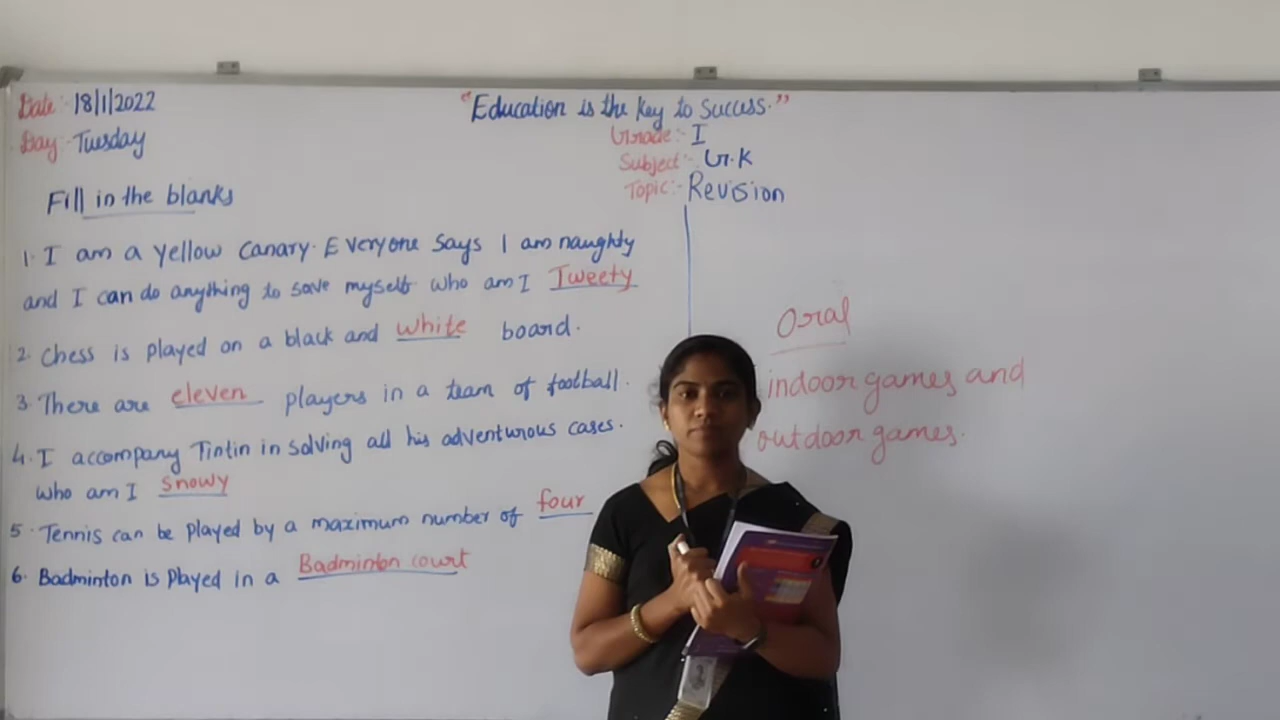 Date:- 18/1/2022
Day:- Tuesday
"Education is the key to success."
Grade:- I
Subject:- G.K
Topic:- Revision
Fill in the blanks
1. I am a yellow canary. Everyone says I am naughty
and I can do anything to save myself who am I Tweety
2. Chess is played on a black and white board.
3. There are eleven players in a team of football.
4. I accompany Tintin in solving all his adventurous cases.
who am I snowy
5. Tennis can be played by a maximum number of four
6. Badminton is played in a Badminton court
Oral
indoor games and
outdoor games.